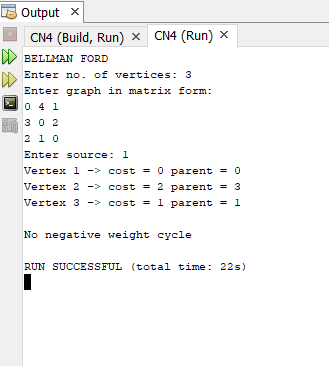 Output
CN4 (Build, Run)
CN4 (Run)
BELLMAN FORD
Enter no. of vertices: 3
Enter graph in matrix form:
0 4 1
3 0 2
2 1 0
Enter source: 1
Vertex 1 -> cost = 0 parent = 0
Vertex 2 -> cost = 2 parent = 3
Vertex 3 -> cost = 1 parent = 1
No negative weight cycle
RUN SUCCESSFUL (total time: 22s)